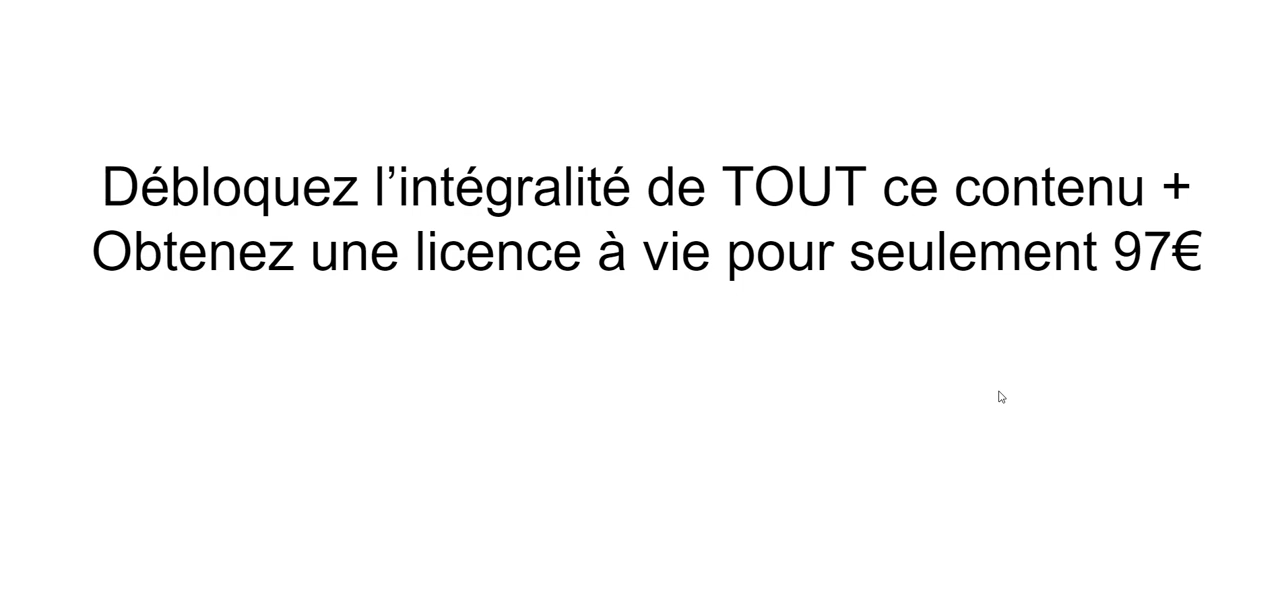 Débloquez l’intégralité de TOUT ce contenu +
Obtenez une licence à vie pour seulement 97€